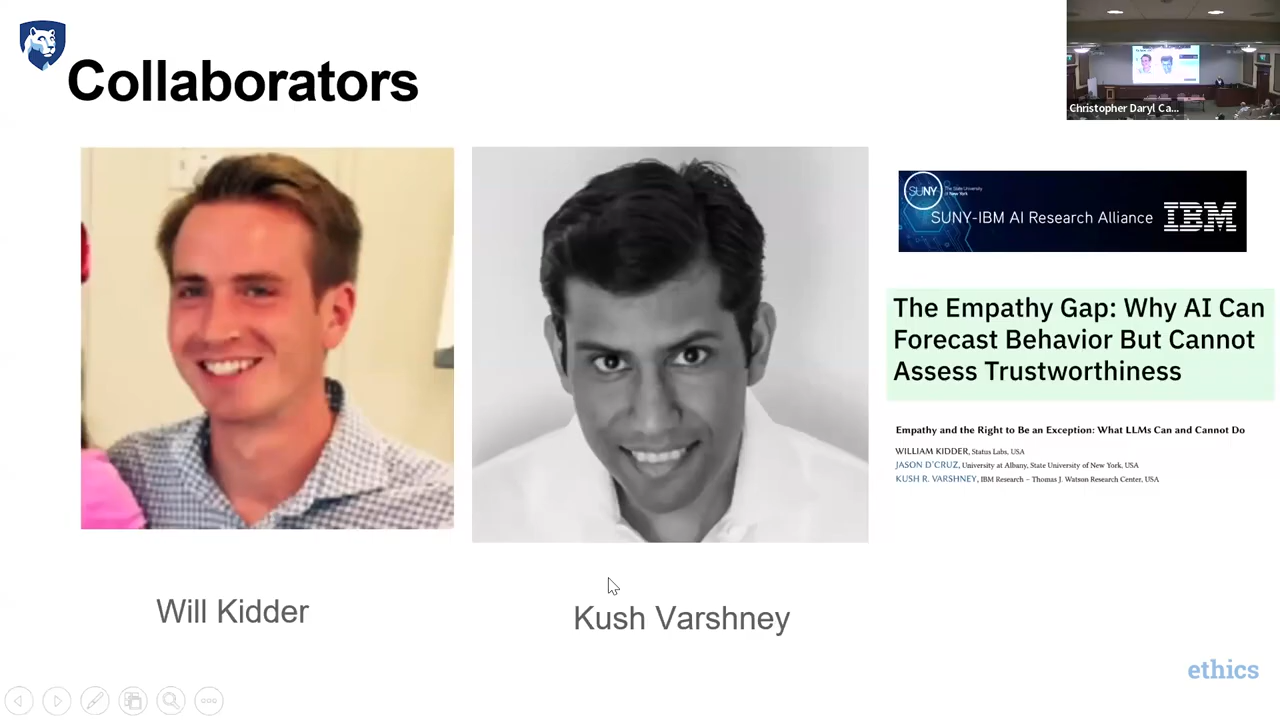 Collaborators
Christopher Daryl Ca...
SUNY
The State University
of New York
SUNY-IBM AI Research Alliance
IBM
The Empathy Gap: Why AI Can
Forecast Behavior But Cannot
Assess Trustworthiness
Empathy and the Right to Be an Exception: What LLMs Can and Cannot Do
WILLIAM KIDDER, Status Labs, USA
JASON D'CRUZ, University at Albany, State University of New York, USA
KUSH R. VARSHNEY, IBM Research – Thomas J. Watson Research Center, USA
Will Kidder
Kush Varshney
ethics